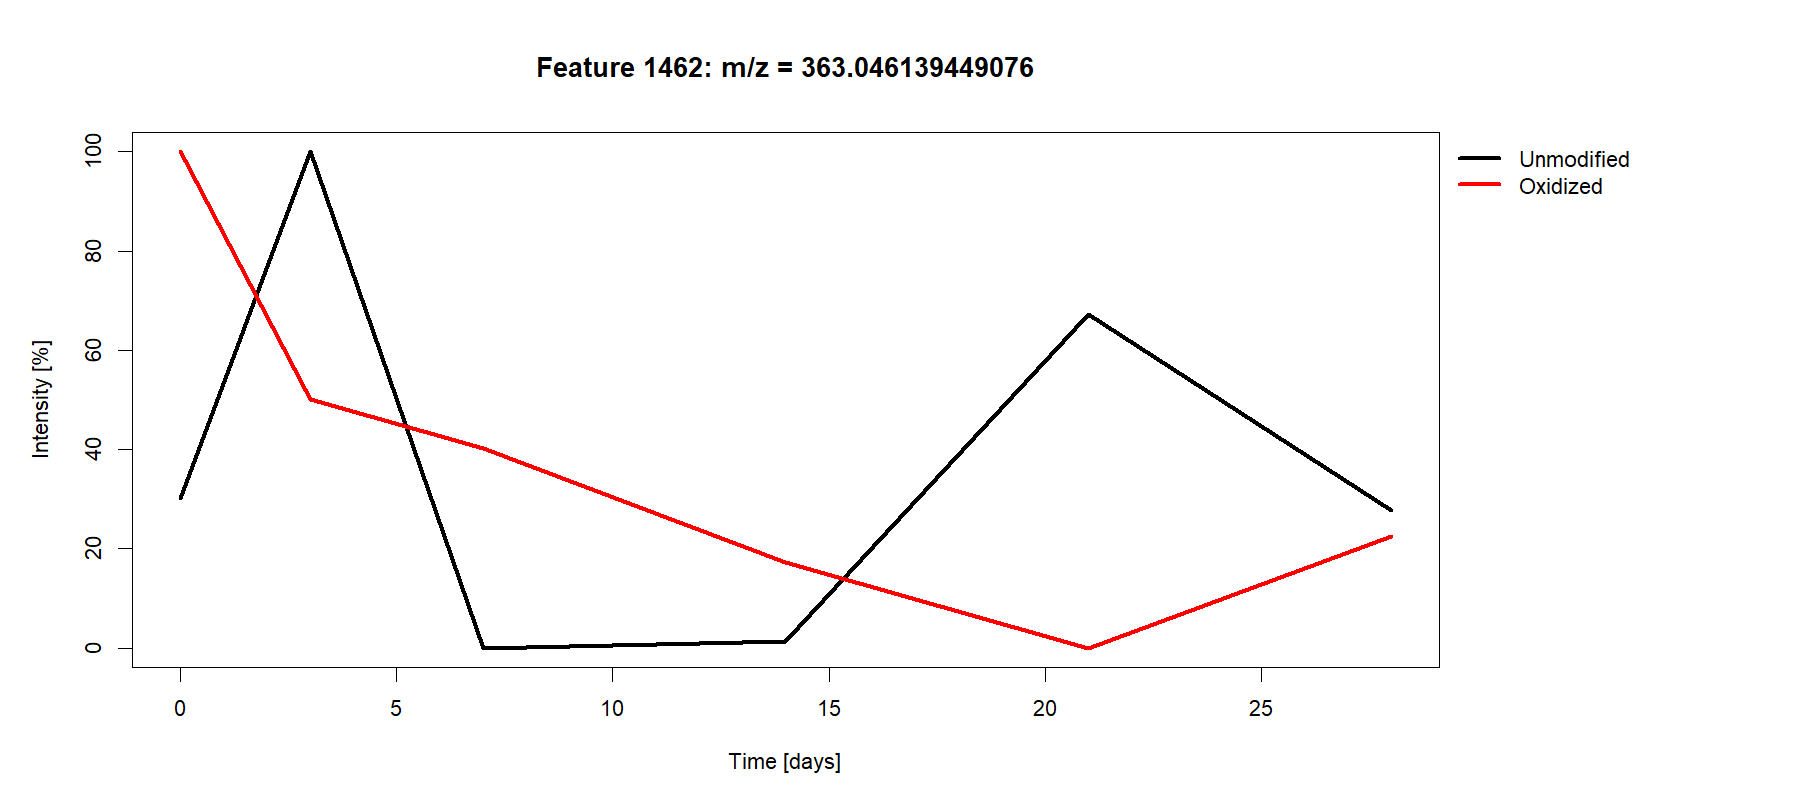 Feature 1462: m/z = 363.046139449076
Unmodified
Oxidized
Intensity [%]
100
80
60
40
20
0
0 5 10 15 20 25
Time [days]